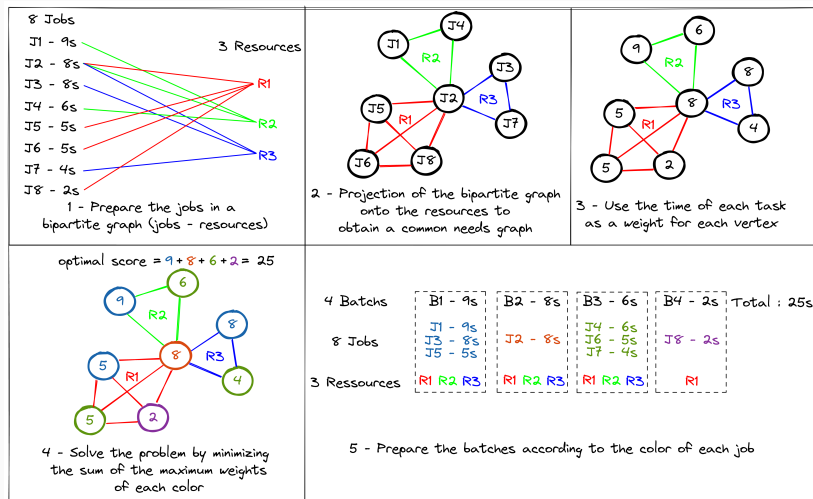 8 Jobs
J1 - 9s
J2 - 8s
J3 - 8s
J4 - 6s
J5 - 5s
J6 - 5s
J7 - 4s
J8 - 2s
3 Resources
R1
R2
R3
1 - Prepare the jobs in a
bipartite graph (jobs - resources)
J4
J1
R2
J3
J2
R3
J5
R1
J7
J6
J8
2 - Projection of the bipartite graph
onto the resources to
obtain a common needs graph
6
9
R2
8
8
R3
5
R1
4
5
2
3 - Use the time of each task
as a weight for each vertex
optimal score = 9 + 8 + 6 + 2 = 25
6
9
R2
8
8
R3
5
R1
4
5
2
4 - Solve the problem by minimizing
the sum of the maximum weights
of each color
4 Batchs
8 Jobs
3 Ressources
B1 - 9s
J1 - 9s
J3 - 8s
J5 - 5s
R1 R2 R3
B2 - 8s
J2 - 8s
R1 R2 R3
B3 - 6s
J4 - 6s
J6 - 5s
J7 - 4s
R1 R2 R3
B4 - 2s
J8 - 2s
R1
Total : 25s
5 - Prepare the batches according to the color of each job